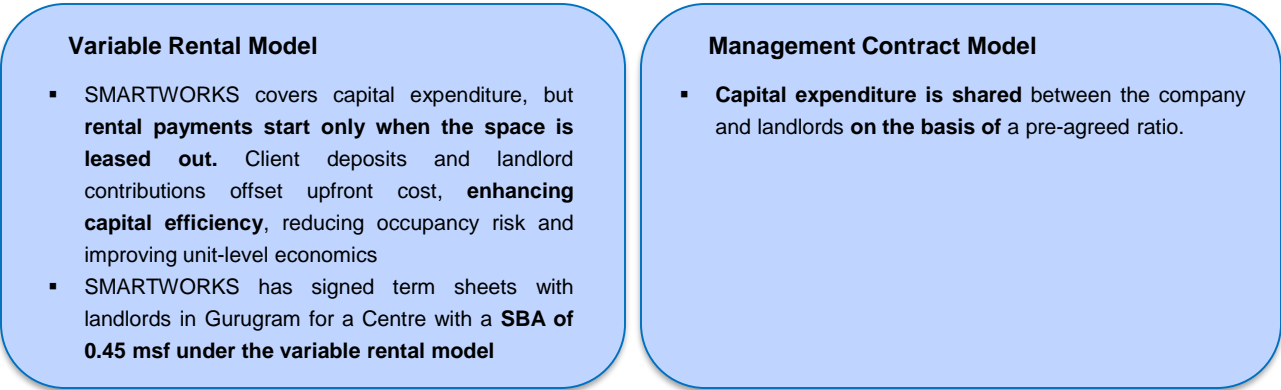 Variable Rental Model
▪ SMARTWORKS covers capital expenditure, but
rental payments start only when the space is
leased out. Client deposits and landlord
contributions offset upfront cost, enhancing
capital efficiency, reducing occupancy risk and
improving unit-level economics
▪ SMARTWORKS has signed term sheets with
landlords in Gurugram for a Centre with a SBA of
0.45 msf under the variable rental model
Management Contract Model
▪ Capital expenditure is shared between the company
and landlords on the basis of a pre-agreed ratio.